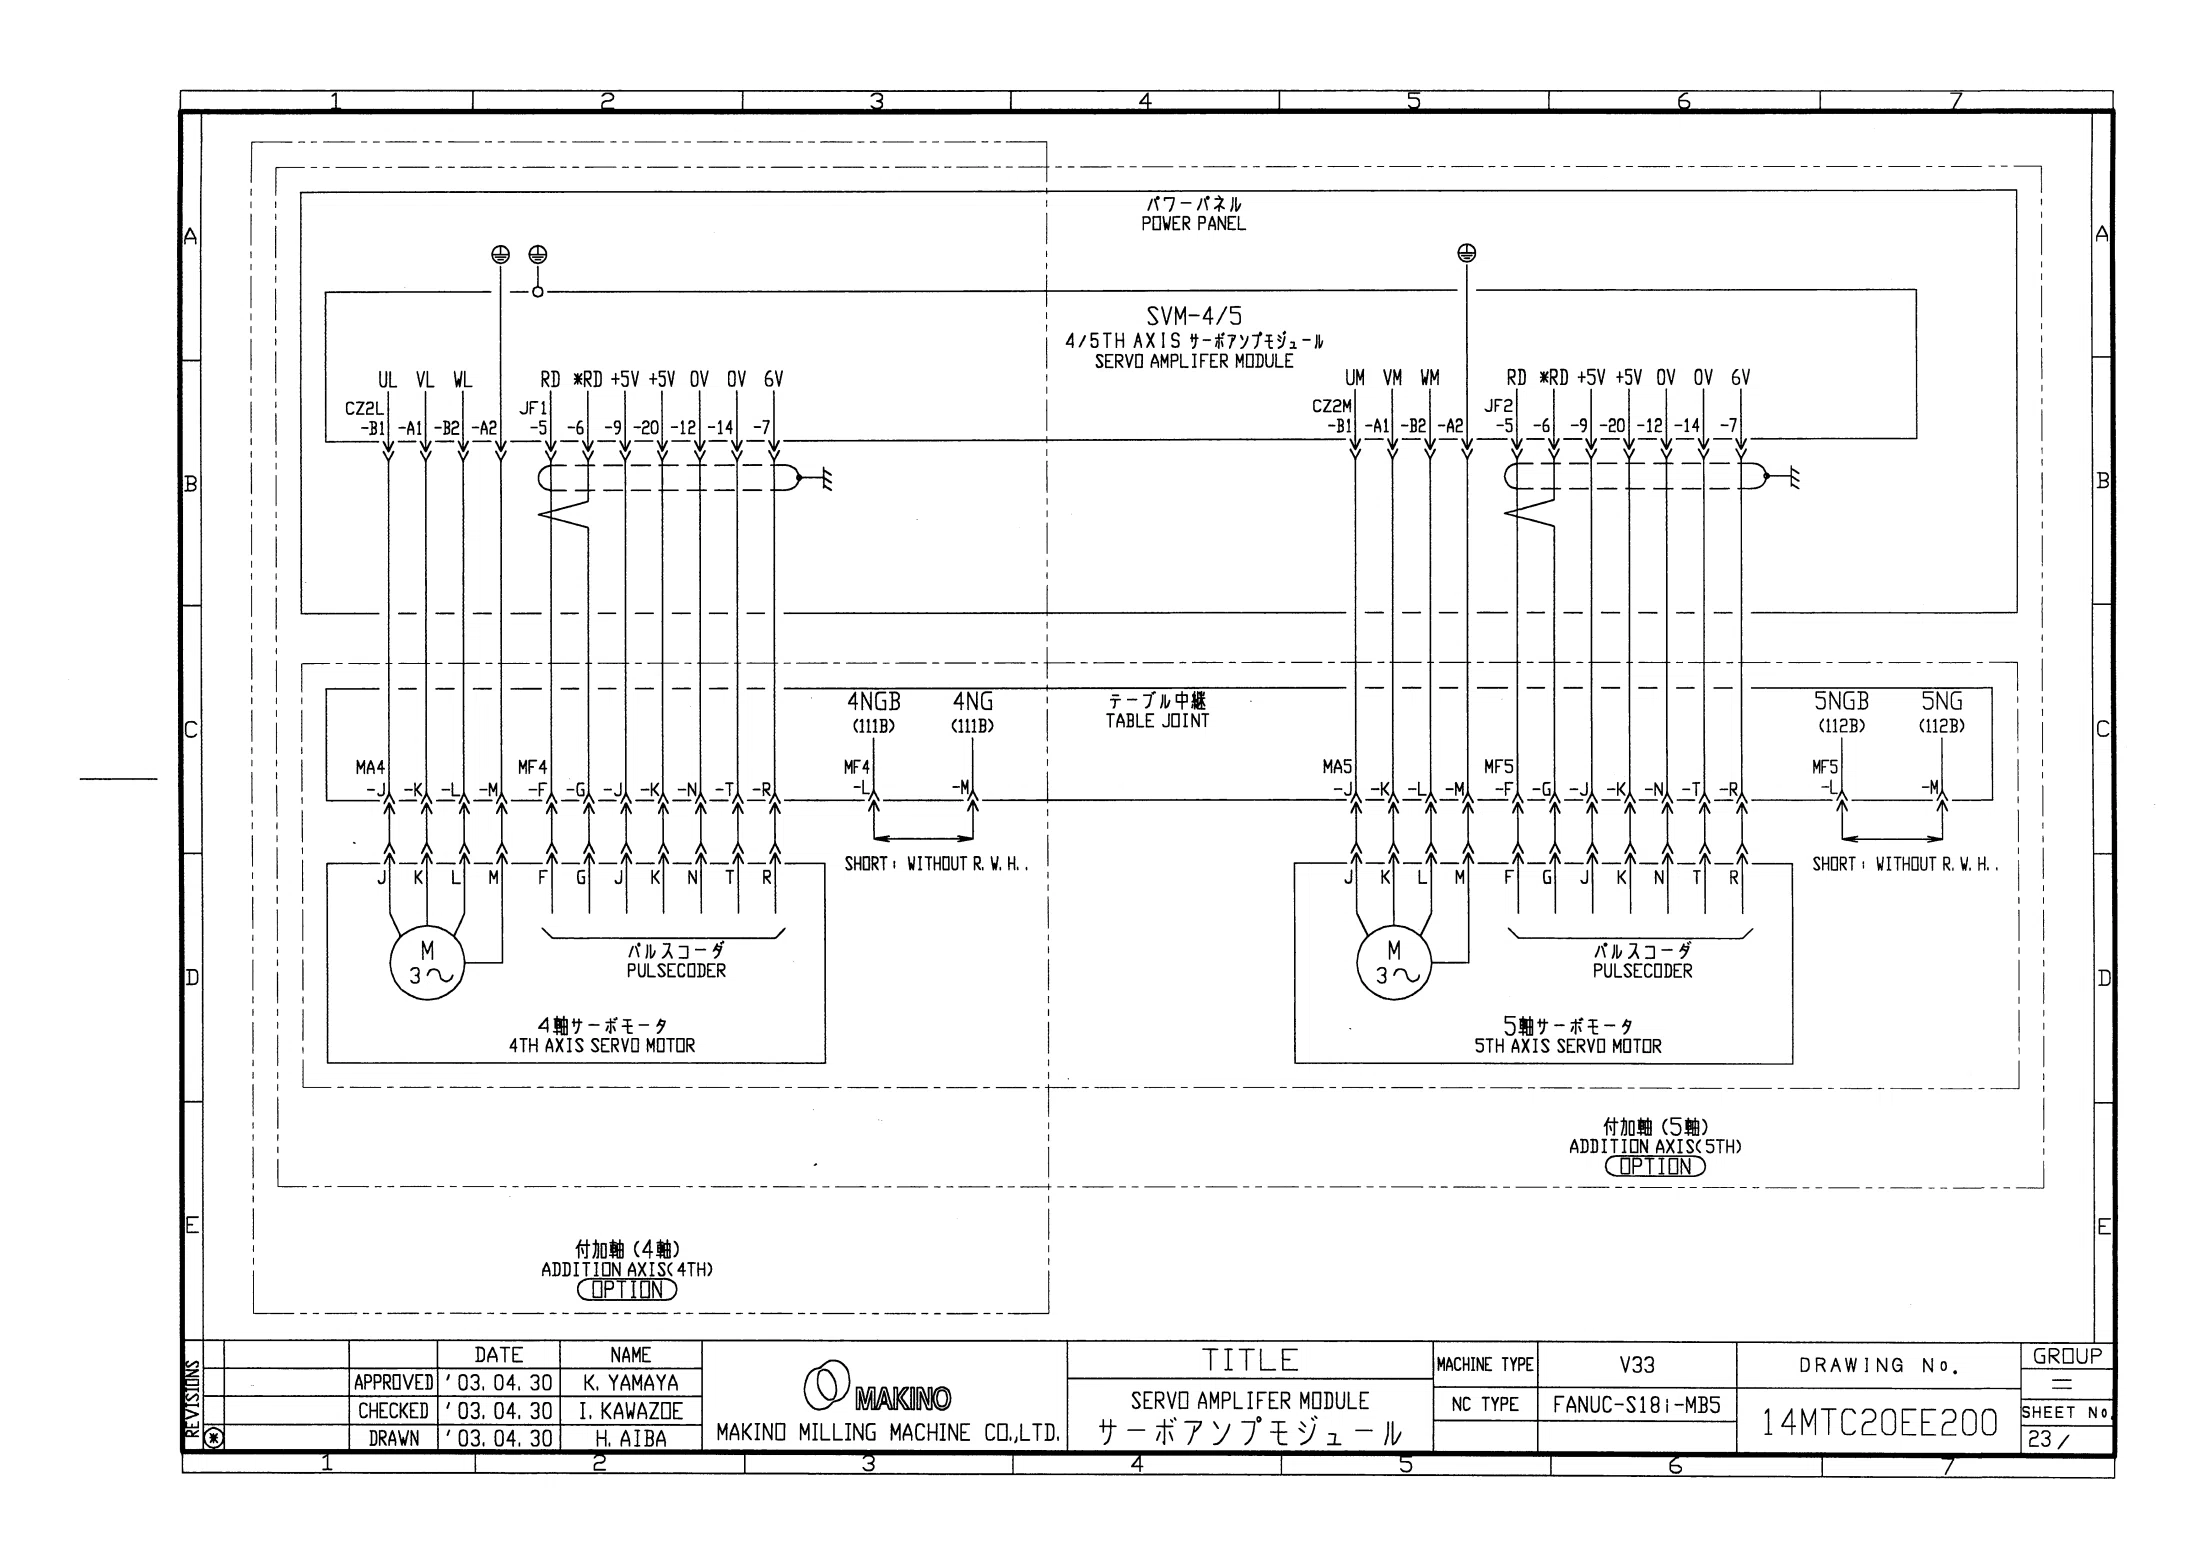 1 2 3 4 5 6 7
A A
パワーパネル
POWER PANEL
SVM-4/5
4/5TH AXIS サーボアンプモジュール
SERVO AMPLIFER MODULE
UL VL WL RD *RD +5V +5V 0V 0V 6V
CZ2L JF1
-B1 -A1 -B2 -A2 -5 -6 -9 -20 -12 -14 -7
UM VM WM RD *RD +5V +5V 0V 0V 6V
CZ2M JF2
-B1 -A1 -B2 -A2 -5 -6 -9 -20 -12 -14 -7
B B
テーブル中継
TABLE JOINT
4NGB 4NG
(111B) (111B)
5NGB 5NG
(112B) (112B)
C C
MA4 MF4 MF4
-J -K -L -M -F -G -J -K -N -T -R -L -M
MA5 MF5 MF5
-J -K -L -M -F -G -J -K -N -T -R -L -M
SHORT: WITHOUT R. W. H..
SHORT: WITHOUT R. W. H..
J K L M F G J K N T R
J K L M F G J K N T R
M
3~
パルスコーダ
PULSECODER
M
3~
パルスコーダ
PULSECODER
D D
4軸サーボモータ
4TH AXIS SERVO MOTOR
5軸サーボモータ
5TH AXIS SERVO MOTOR
付加軸(5軸)
ADDITION AXIS(5TH)
OPTION
E E
付加軸(4軸)
ADDITION AXIS(4TH)
OPTION
REVISIONS
*
DATE NAME
APPROVED '03. 04. 30 K. YAMAYA
CHECKED '03. 04. 30 I. KAWAZOE
DRAWN '03. 04. 30 H. AIBA
MAKINO
MAKINO MILLING MACHINE CO.,LTD.
TITLE
SERVO AMPLIFER MODULE
サーボアンプモジュール
MACHINE TYPE V33
NC TYPE FANUC-S18i-MB5
DRAWING No.
14MTC20EE200
GROUP
=
SHEET No.
23/
1 2 3 4 5 6 7